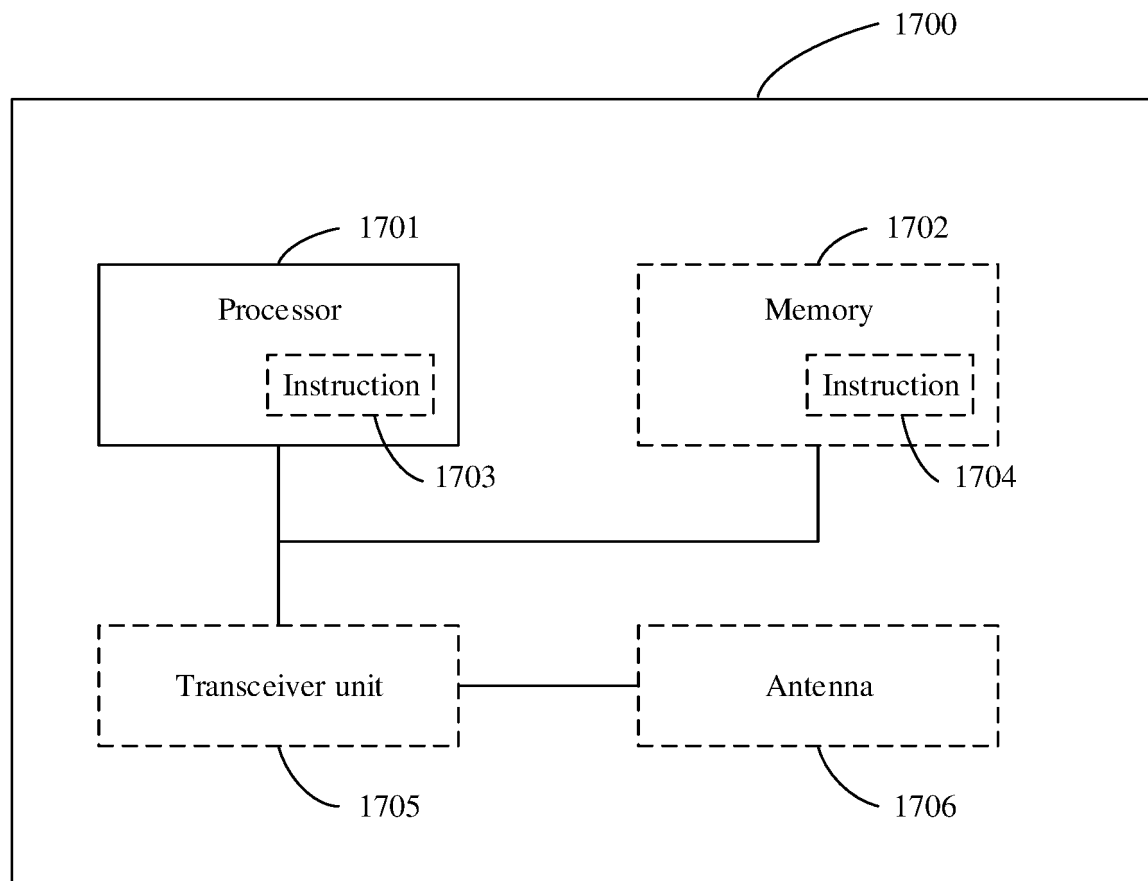 1700
1701
1702
Processor
Memory
Instruction
Instruction
1703
1704
Transceiver unit
Antenna
1705
1706